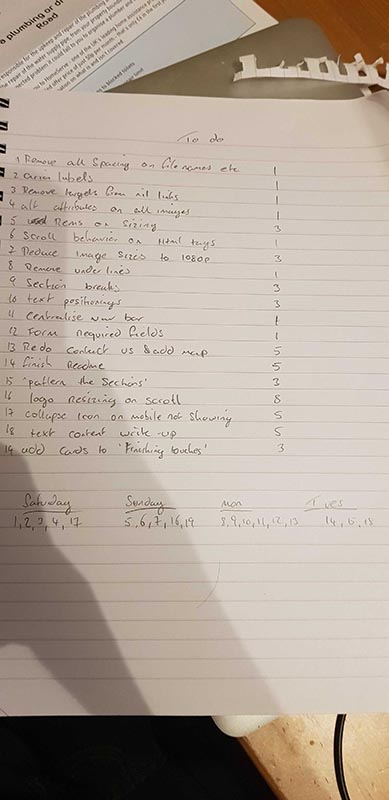 a plumbing or dr
Road
To do
1 Remove all Spacing on file names etc 1
2 aria labels 1
3 Remove targets from nil links 1
4 alt attributes on all images 1
5 Rems on sizing 3
6 Scroll behavior on Html tags 1
7 Reduce Image Sizes to 1080p 3
8 Remove underlines 1
9 Section breaks 3
10 text positionings 3
11 Centralise nav bar 1
12 Form required fields 1
13 Redo contact us & add map 5
14 finish Readme 5
15 'pattern the Sections' 3
16 logo resizing on scroll 8
17 collapse Icon on mobile not showing 5
18 text content write-up 5
19 add cards to 'Finishing touches' 3
Saturday Sunday Mon Tues
1,2,3,4,17 5,6,7,16,19 8,9,10,11,12,13 14,15,18